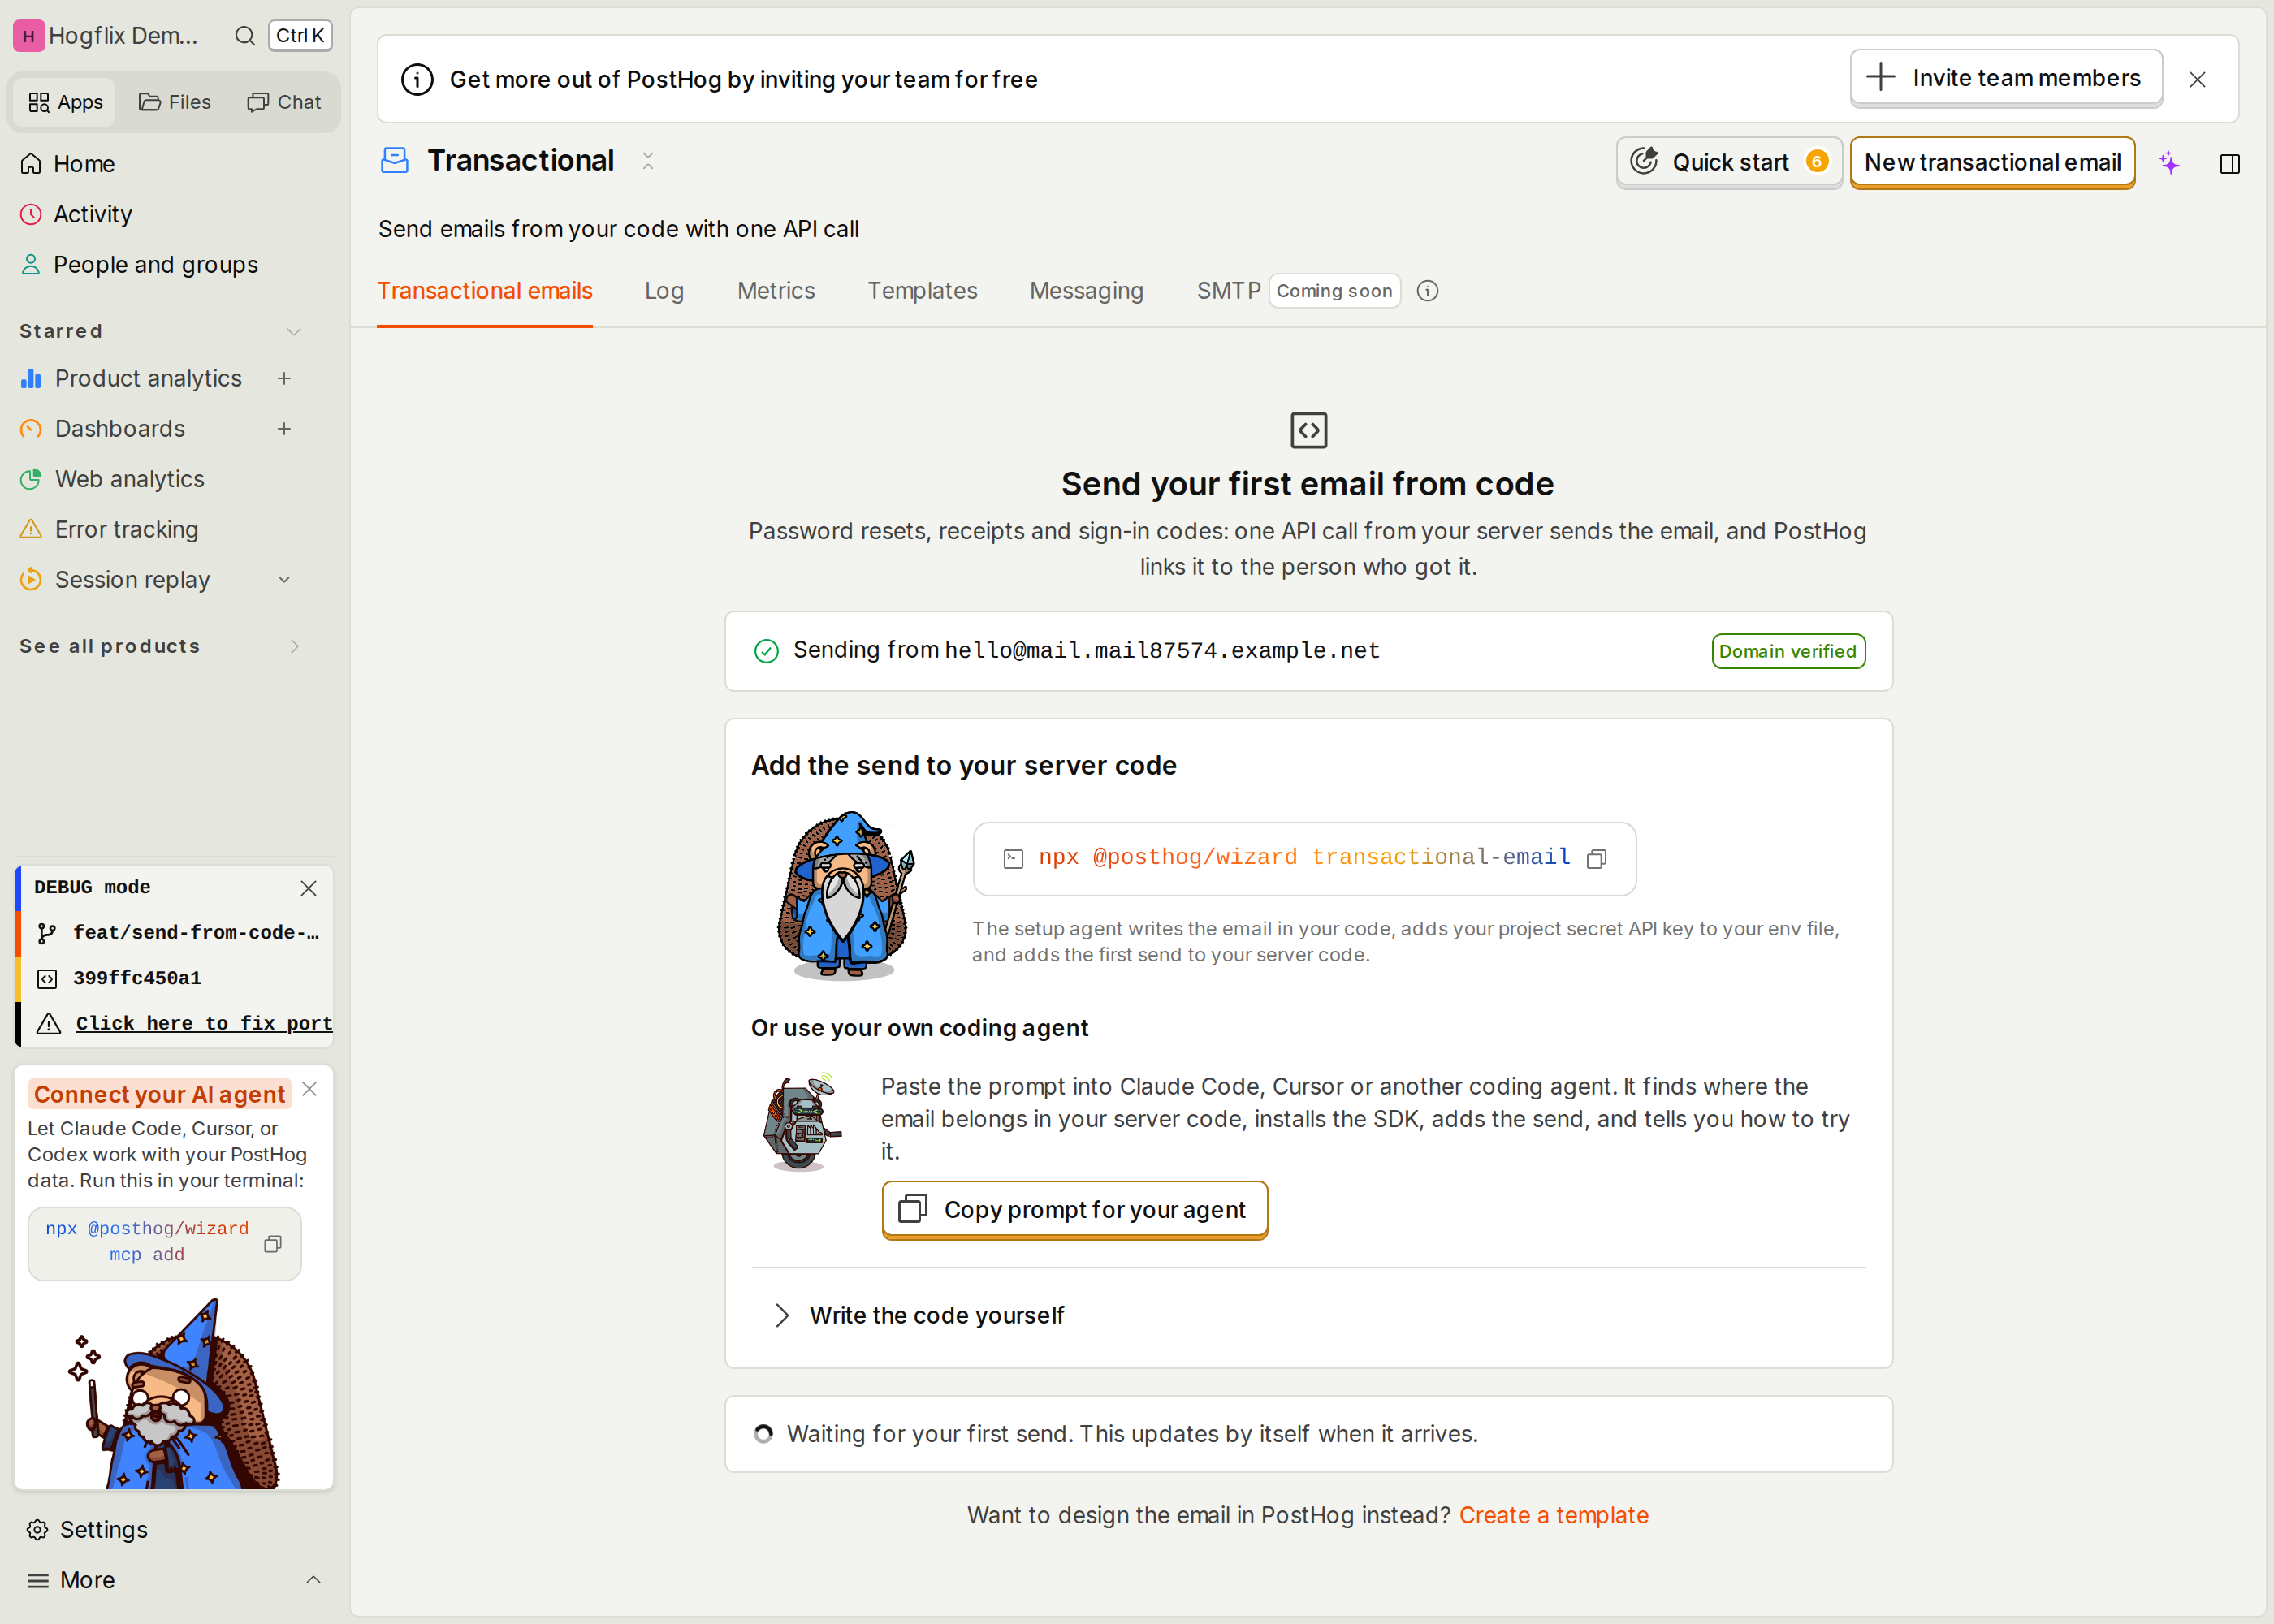 H Hogflix Dem... Ctrl K
Apps Files Chat
Home
Activity
People and groups
Starred
Product analytics
Dashboards
Web analytics
Error tracking
Session replay
See all products
DEBUG mode
feat/send-from-code-…
399ffc450a1
Click here to fix port
Connect your AI agent
Let Claude Code, Cursor, or
Codex work with your PostHog
data. Run this in your terminal:
npx @posthog/wizard
mcp add
Settings
More
Get more out of PostHog by inviting your team for free
Invite team members
Transactional
Quick start 6
New transactional email
Send emails from your code with one API call
Transactional emails Log Metrics Templates Messaging SMTP Coming soon
Send your first email from code
Password resets, receipts and sign-in codes: one API call from your server sends the email, and PostHog
links it to the person who got it.
Sending from hello@mail.mail87574.example.net
Domain verified
Add the send to your server code
npx @posthog/wizard transactional-email
The setup agent writes the email in your code, adds your project secret API key to your env file,
and adds the first send to your server code.
Or use your own coding agent
Paste the prompt into Claude Code, Cursor or another coding agent. It finds where the
email belongs in your server code, installs the SDK, adds the send, and tells you how to try
it.
Copy prompt for your agent
Write the code yourself
Waiting for your first send. This updates by itself when it arrives.
Want to design the email in PostHog instead? Create a template